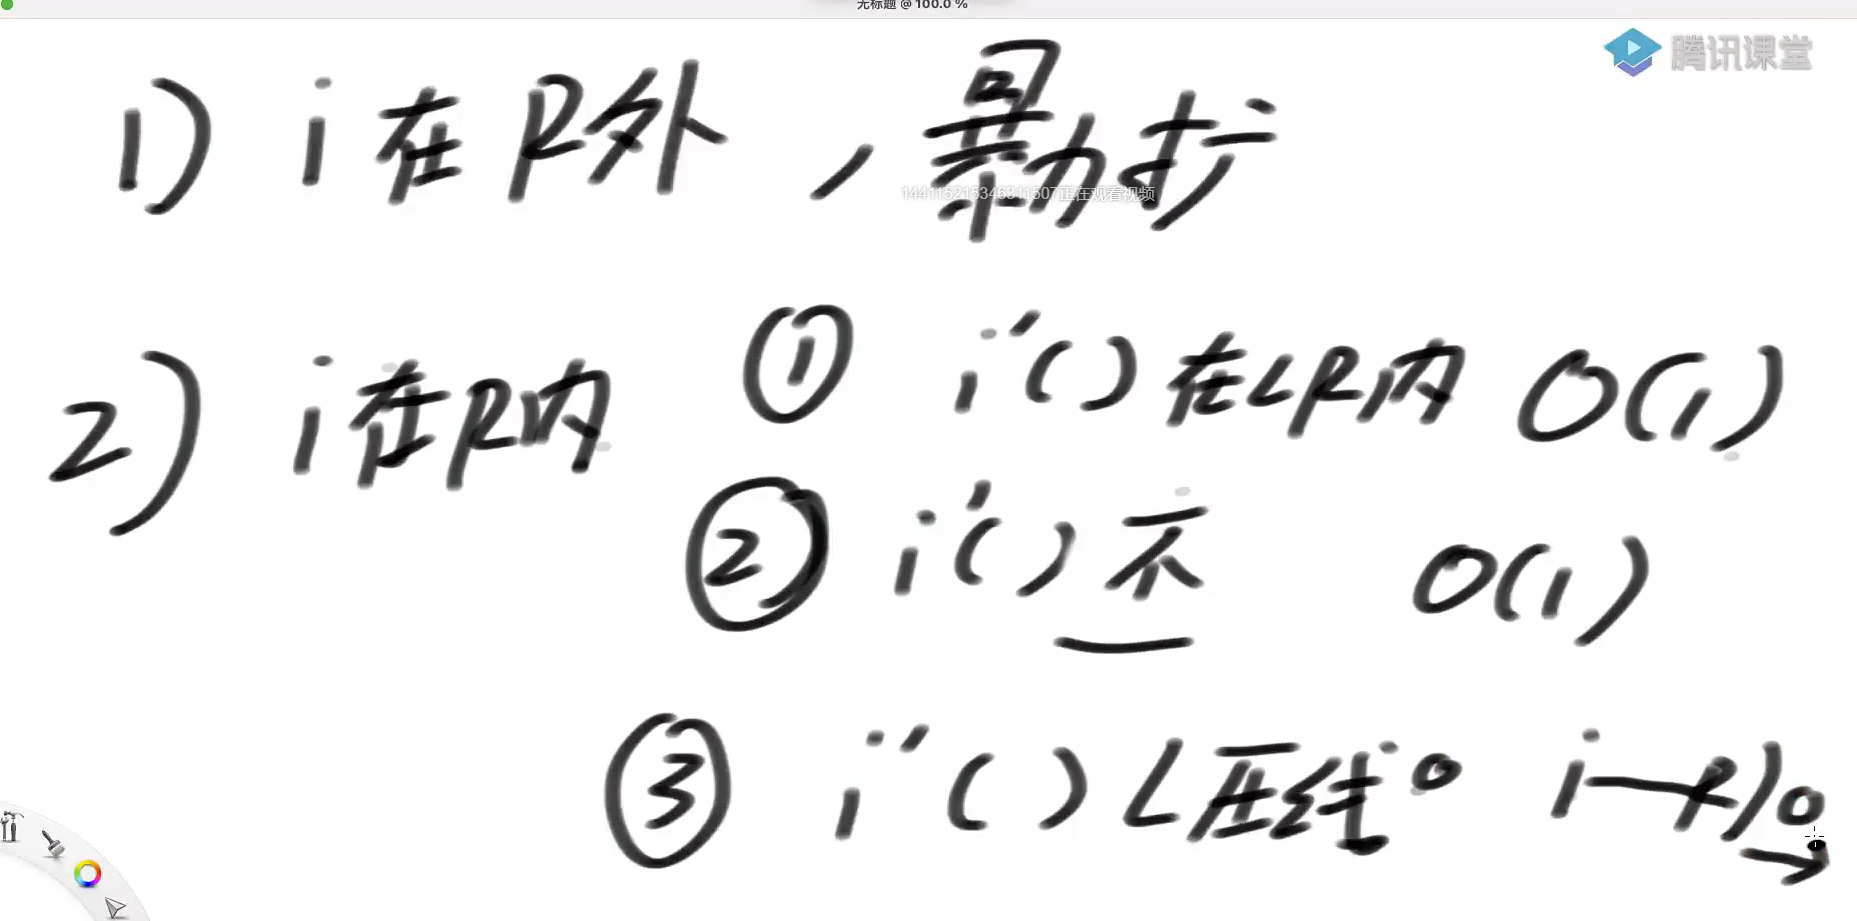 无标题 @ 100.0 %
腾讯课堂
1) i 在 R外 , 暴力扩
144115215346311507正在观看视频
2) i 在R内 ① i'( ) 在LR内 O(1)
② i'( ) 不 O(1)
③ i'( ) L压线。 i—R)。